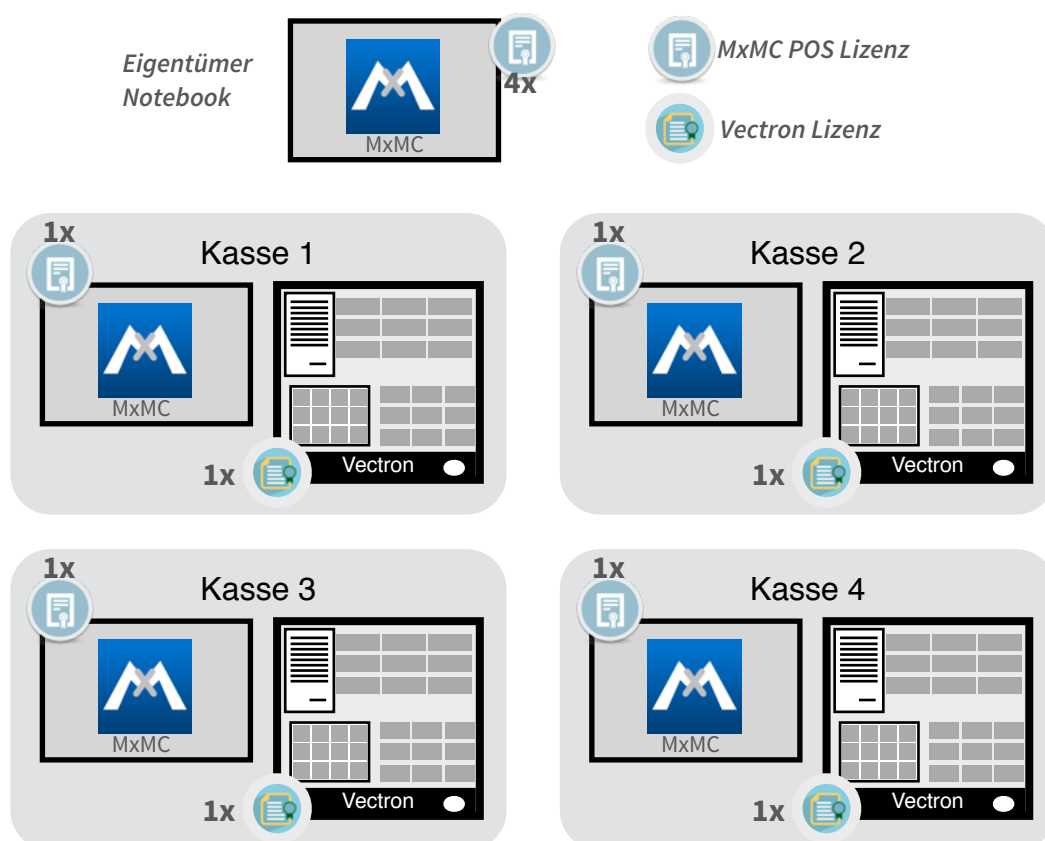 Eigentümer
Notebook
MxMC
4x
MxMC POS Lizenz
Vectron Lizenz
1x
Kasse 1
MxMC
1x
Vectron
1x
Kasse 2
MxMC
1x
Vectron
1x
Kasse 3
MxMC
1x
Vectron
1x
Kasse 4
MxMC
1x
Vectron